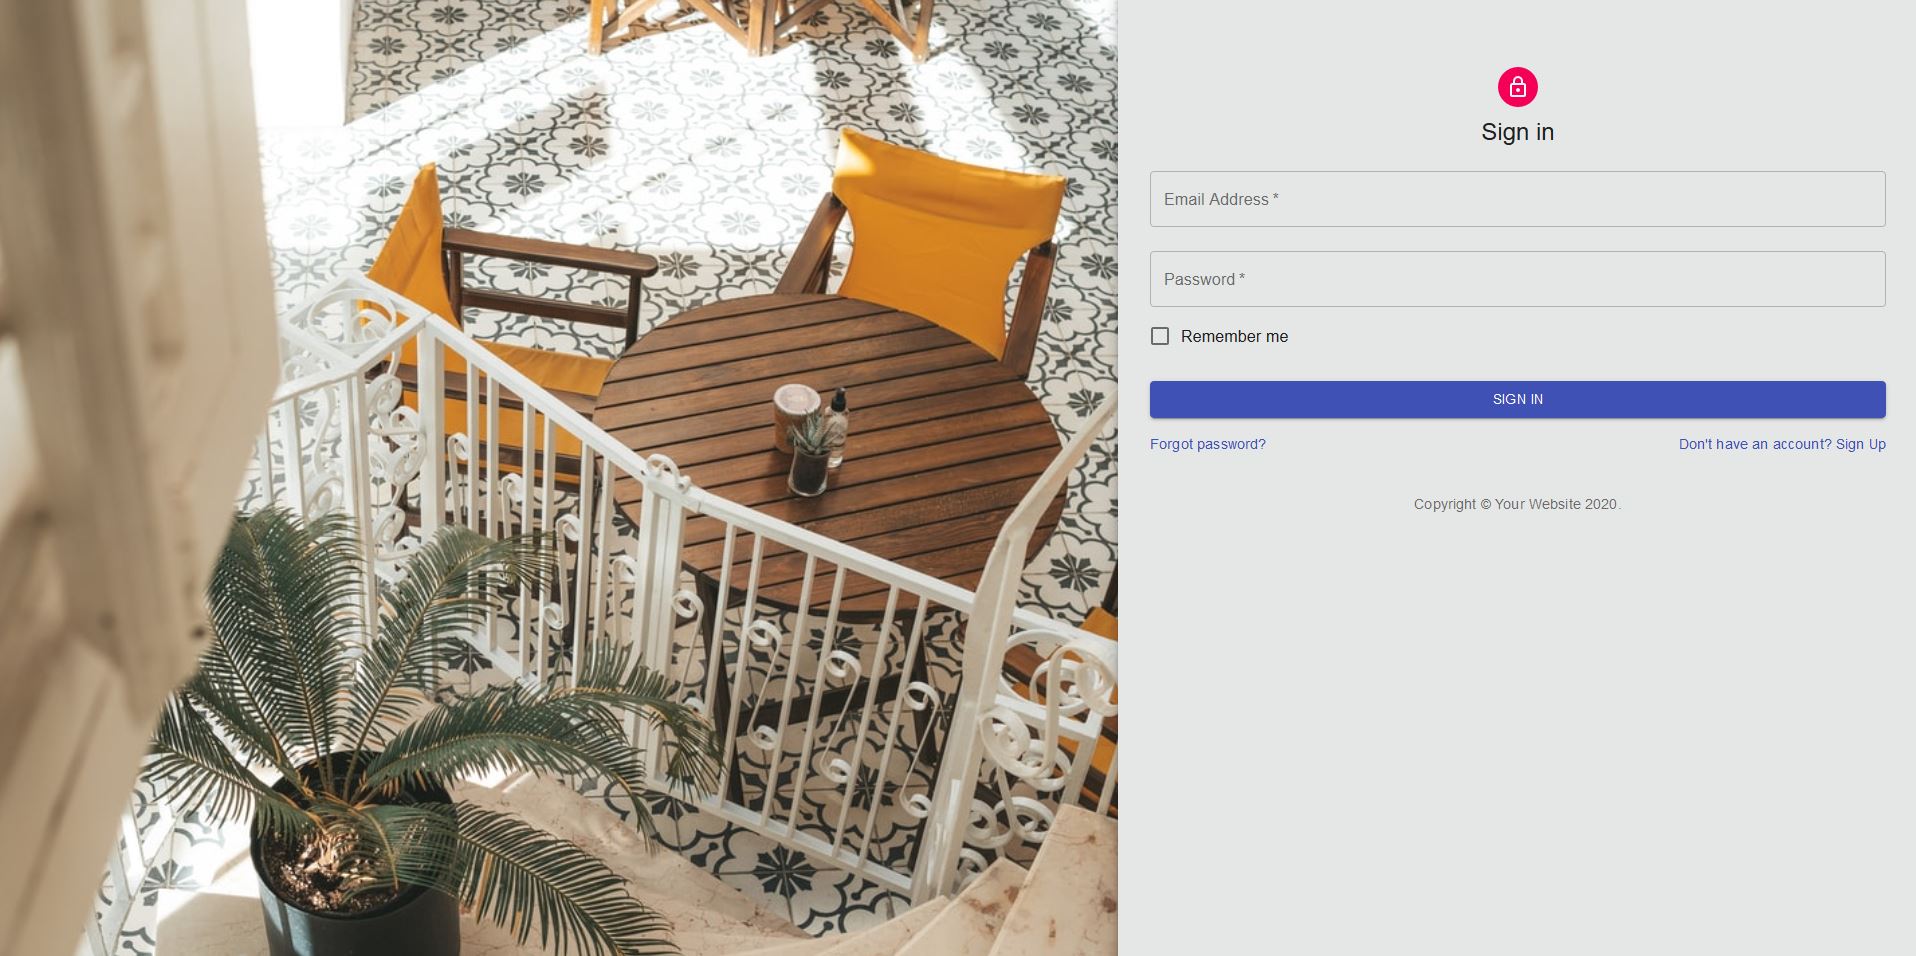 Sign in
Email Address *
Password *
Remember me
SIGN IN
Forgot password?
Don't have an account? Sign Up
Copyright © Your Website 2020.